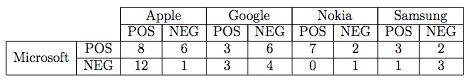 Apple Google Nokia Samsung
POS NEG POS NEG POS NEG POS NEG
Microsoft POS 8 6 3 6 7 2 3 2
NEG 12 1 3 4 0 1 1 3